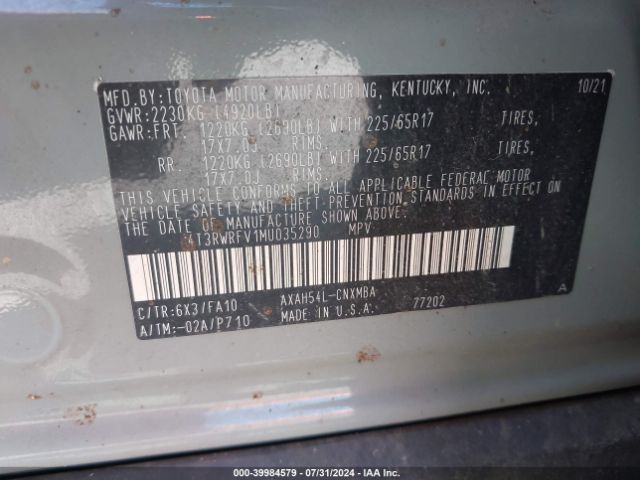 MFD.BY:TOYOTA MOTOR MANUFACTURING, KENTUCKY, INC. 10/21
GVWR:2230KG (4920LB)
GAWR:FRT. 1220KG (2690LB) WITH 225/65R17 TIRES,
17X7.0J RIMS,
RR. 1220KG (2690LB) WITH 225/65R17 TIRES,
17X7.0J RIMS.
THIS VEHICLE CONFORMS TO ALL APPLICABLE FEDERAL MOTOR
VEHICLE SAFETY AND THEFT PREVENTION STANDARDS IN EFFECT ON
THE DATE OF MANUFACTURE SHOWN ABOVE.
4T3RWRFV1MU035290 MPV
C/TR:6X3/FA10 AXAH54L-CNXMBA A
A/TM:-02A/P710 MADE IN U.S.A. 77202
000-39984579 - 07/31/2024 - IAA Inc.